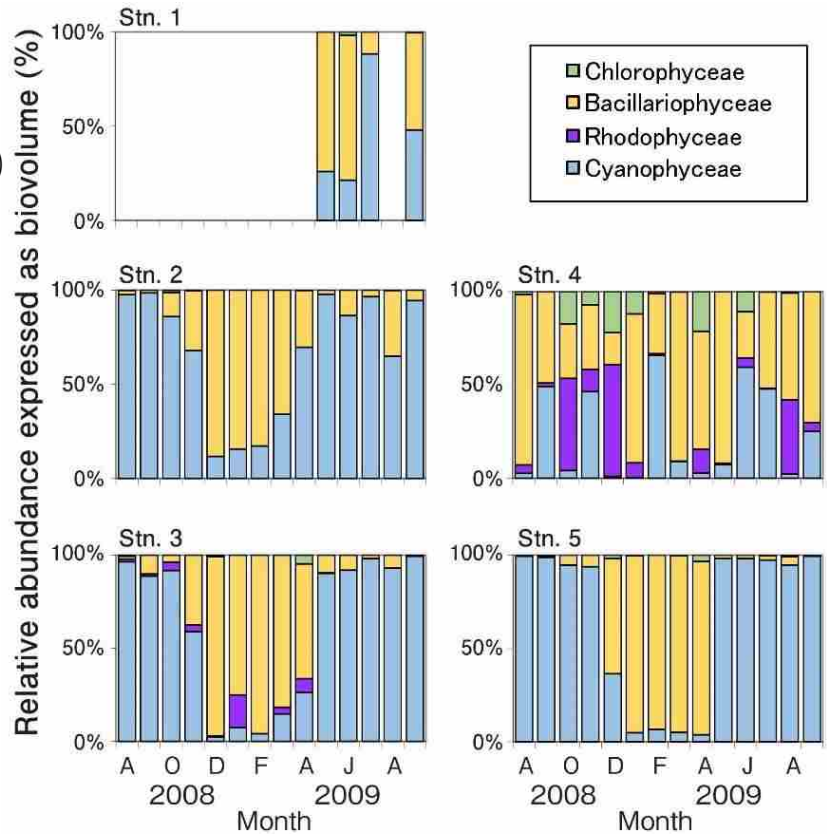 Relative abundance expressed as biovolume (%)
Stn. 1
100%
50%
0%
Chlorophyceae
Bacillariophyceae
Rhodophyceae
Cyanophyceae
Stn. 2
100%
50%
0%
Stn. 4
100%
50%
0%
Stn. 3
100%
50%
0%
A O D F A J A
2008 2009
Month
Stn. 5
100%
50%
0%
A O D F A J A
2008 2009
Month